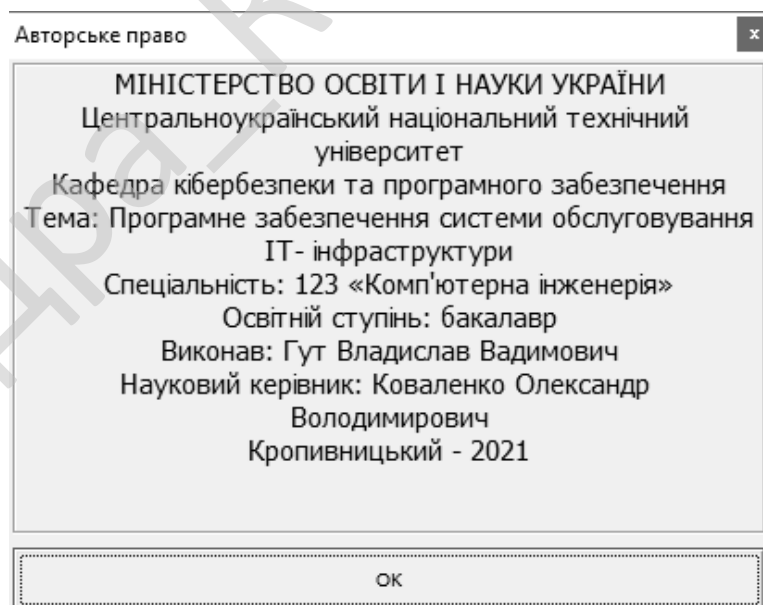 Авторське право
x
МІНІСТЕРСТВО ОСВІТИ І НАУКИ УКРАЇНИ
Центральноукраїнський національний технічний
університет
Кафедра кібербезпеки та програмного забезпечення
Тема: Програмне забезпечення системи обслуговування
ІТ- інфраструктури
Спеціальність: 123 «Комп'ютерна інженерія»
Освітній ступінь: бакалавр
Виконав: Гут Владислав Вадимович
Науковий керівник: Коваленко Олександр
Володимирович
Кропивницький - 2021
ОК